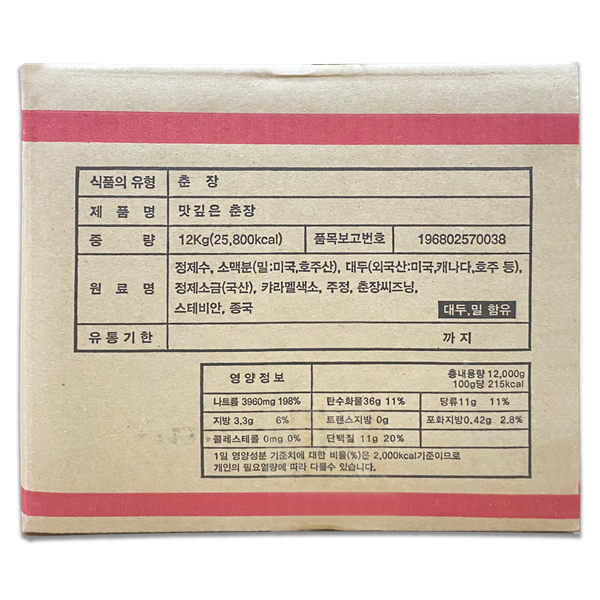 식품의 유형 춘 장
제 품 명 맛깊은 춘장
중 량 12Kg(25,800kcal) 품목보고번호 196802570038
원 료 명 정제수, 소맥분(밀:미국,호주산), 대두(외국산:미국,캐나다,호주 등),
정제소금(국산), 캬라멜색소, 주정, 춘장씨즈닝,
스테비안, 종국 대두,밀 함유
유통기한 까지
영양정보 총내용량 12,000g
100g당 215kcal
나트륨 3960mg 198% 탄수화물36g 11% 당류11g 11%
지방 3.3g 6% 트랜스지방 0g 포화지방0.42g 2.8%
콜레스테롤 0mg 0% 단백질 11g 20%
1일 영양성분 기준치에 대한 비율(%)은 2,000kcal기준이므로
개인의 필요열량에 따라 다를수 있습니다.